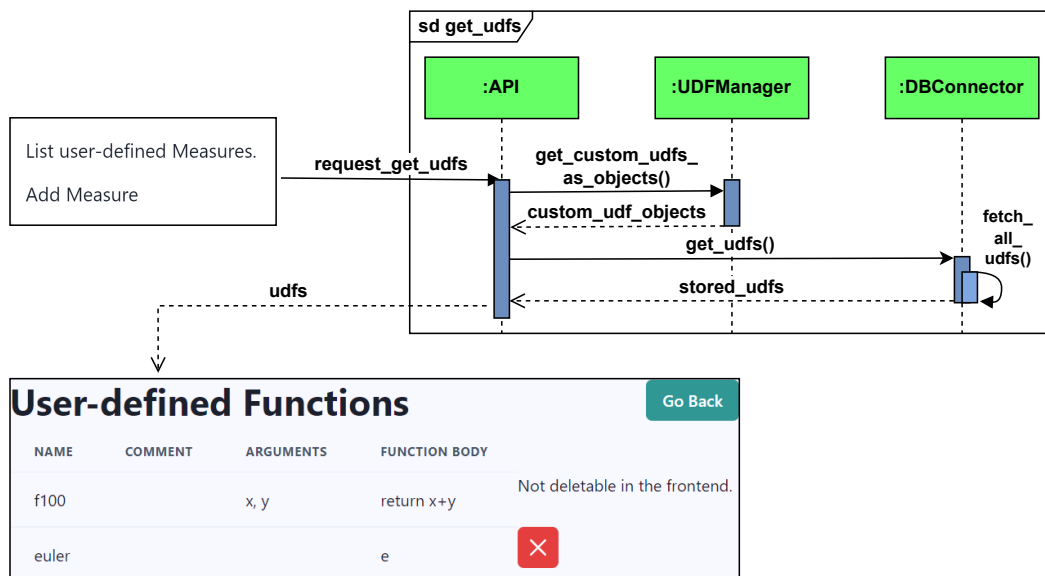 sd get_udfs
:API
:UDFManager
:DBConnector
List user-defined Measures.
Add Measure
request_get_udfs
get_custom_udfs_
as_objects()
custom_udf_objects
get_udfs()
fetch_
all_
udfs()
stored_udfs
udfs
User-defined Functions
Go Back
NAME COMMENT ARGUMENTS FUNCTION BODY
f100 x, y return x+y Not deletable in the frontend.
euler e